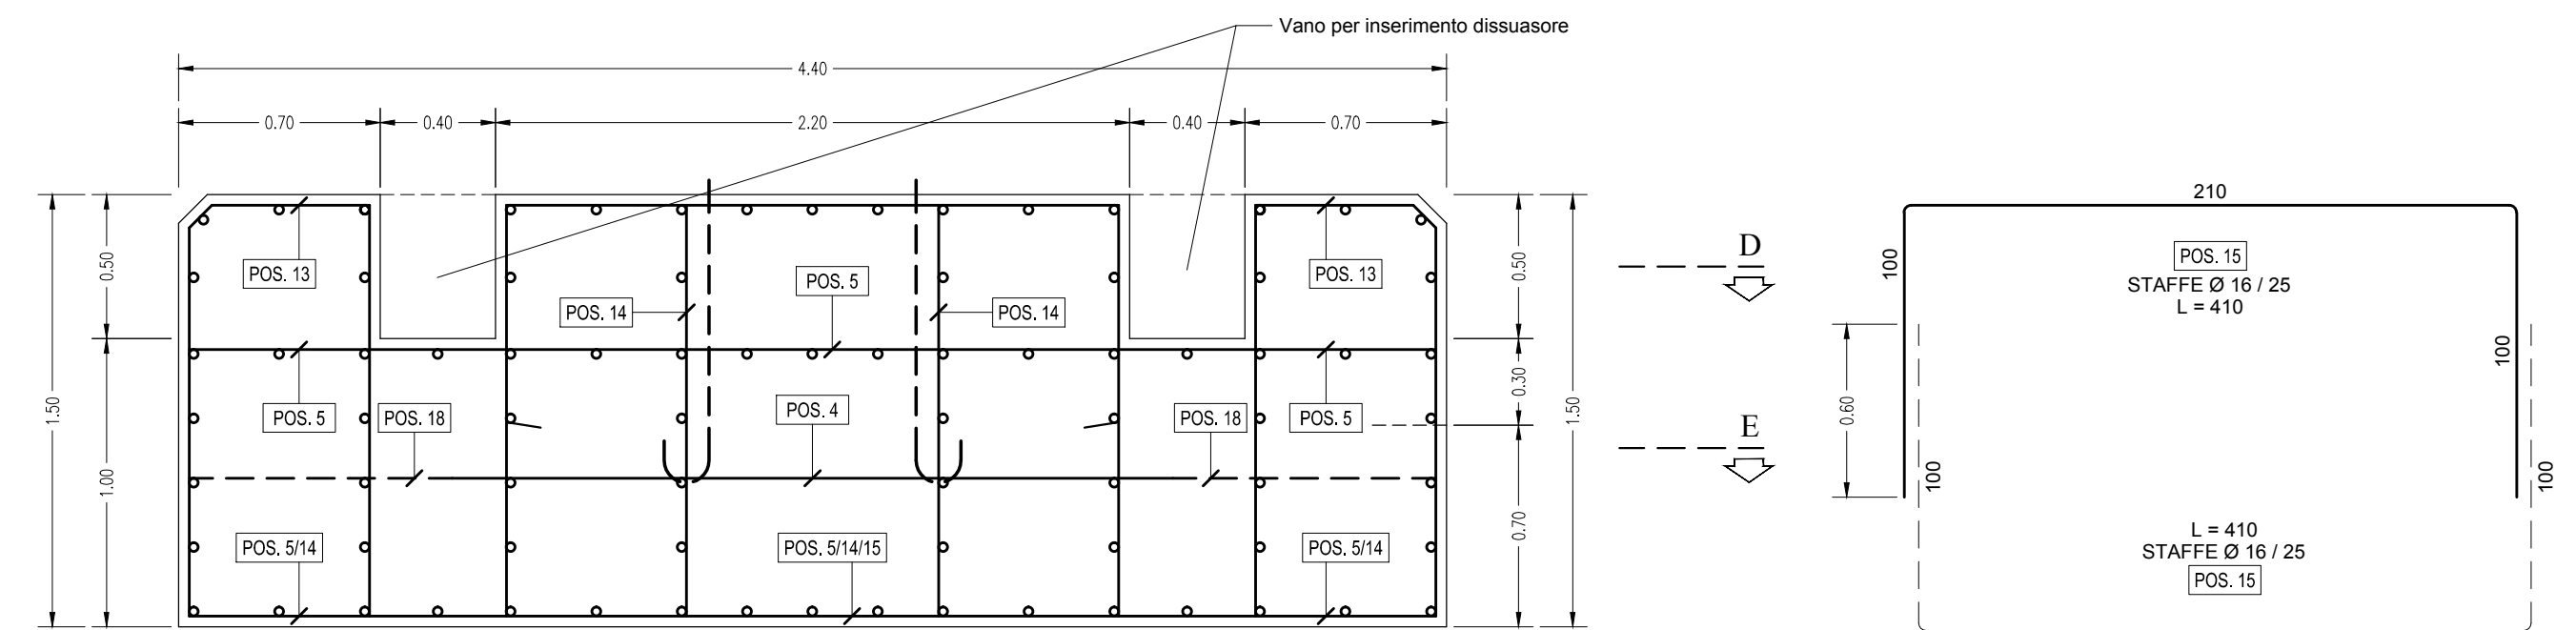 Vano per inserimento dissuasore
4.40
0.70
0.40
2.20
0.40
0.70
1.50
0.50
1.00
POS. 13
POS. 14
POS. 5
POS. 14
POS. 13
POS. 5
POS. 18
POS. 4
POS. 18
POS. 5
POS. 5/14
POS. 5/14/15
POS. 5/14
0.50
0.30
0.70
1.50
D
E
210
100
POS. 15
STAFFE Ø 16 / 25
L = 410
100
0.60
100
100
L = 410
STAFFE Ø 16 / 25
POS. 15